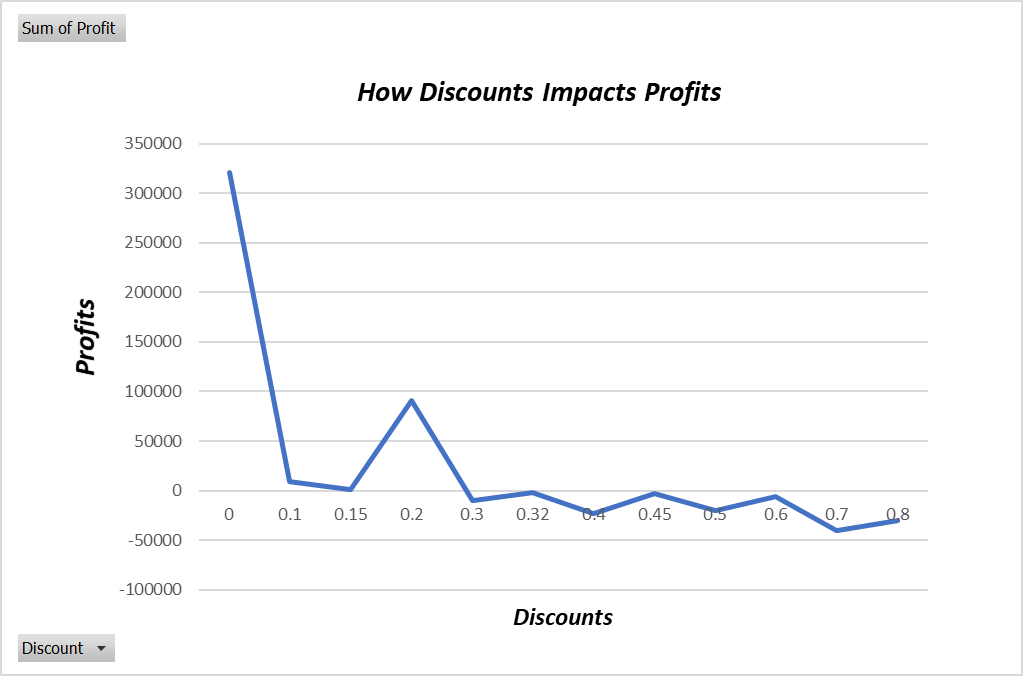 Sum of Profit
How Discounts Impacts Profits
350000
300000
250000
200000
150000
100000
50000
0
-50000
-100000
Profits
0 0.1 0.15 0.2 0.3 0.32 0.4 0.45 0.5 0.6 0.7 0.8
Discounts
Discount